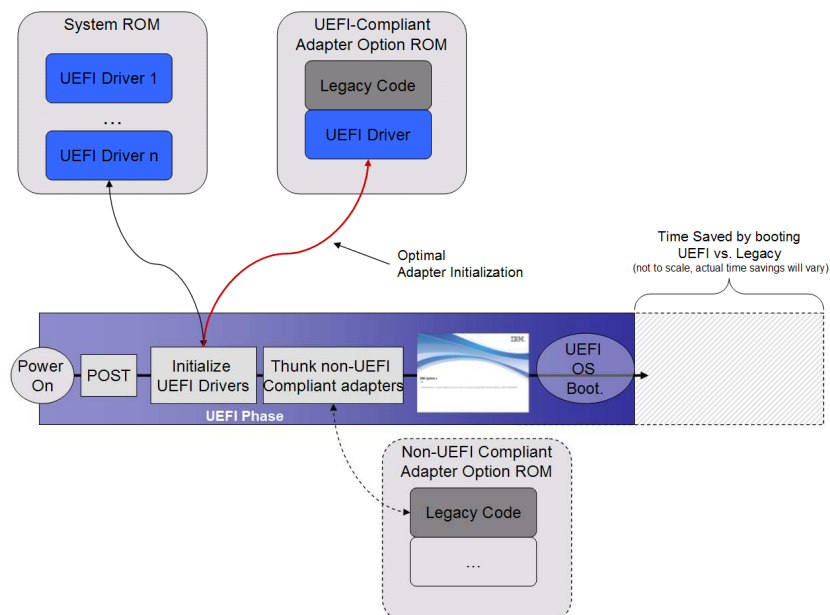 System ROM
UEFI Driver 1
...
UEFI Driver n
UEFI-Compliant
Adapter Option ROM
Legacy Code
UEFI Driver
Optimal
Adapter Initialization
Time Saved by booting
UEFI vs. Legacy
(not to scale, actual time savings will vary)
Power
On
POST
Initialize
UEFI Drivers
Thunk non-UEFI
Compliant adapters
IBM
UEFI
OS
Boot.
UEFI Phase
Non-UEFI Compliant
Adapter Option ROM
Legacy Code
...